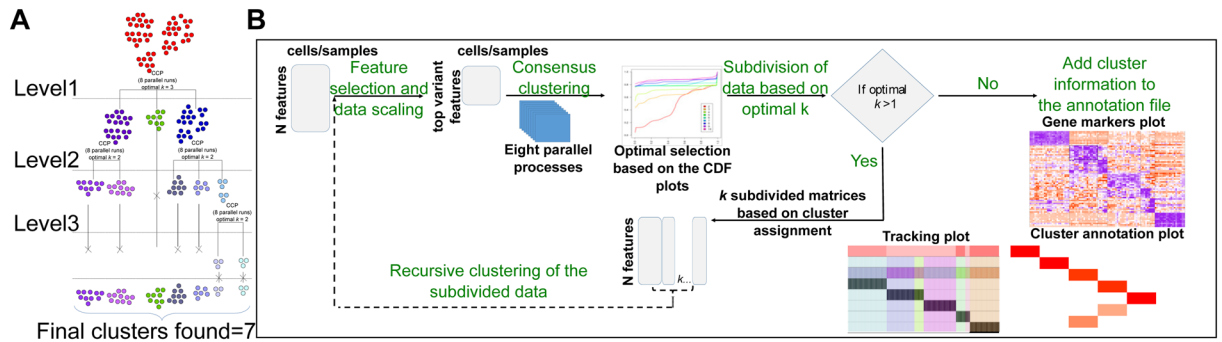 A
CCP
(8 parallel runs)
optimal k = 3
Level1
CCP
(8 parallel runs)
optimal k = 2
CCP
(8 parallel runs)
optimal k = 2
Level2
CCP
(8 parallel runs)
optimal k = 2
Level3
Final clusters found=7
B
cells/samples
N features
Feature
selection and
data scaling
cells/samples
top variant
features
Consensus
clustering
Eight parallel
processes
Optimal selection
based on the CDF
plots
Subdivision of
data based on
optimal k
If optimal
k >1
No
Add cluster
information to
the annotation file
Gene markers plot
Yes
k subdivided matrices
based on cluster
assignment
N features
k...
Recursive clustering of the
subdivided data
Tracking plot
Cluster annotation plot